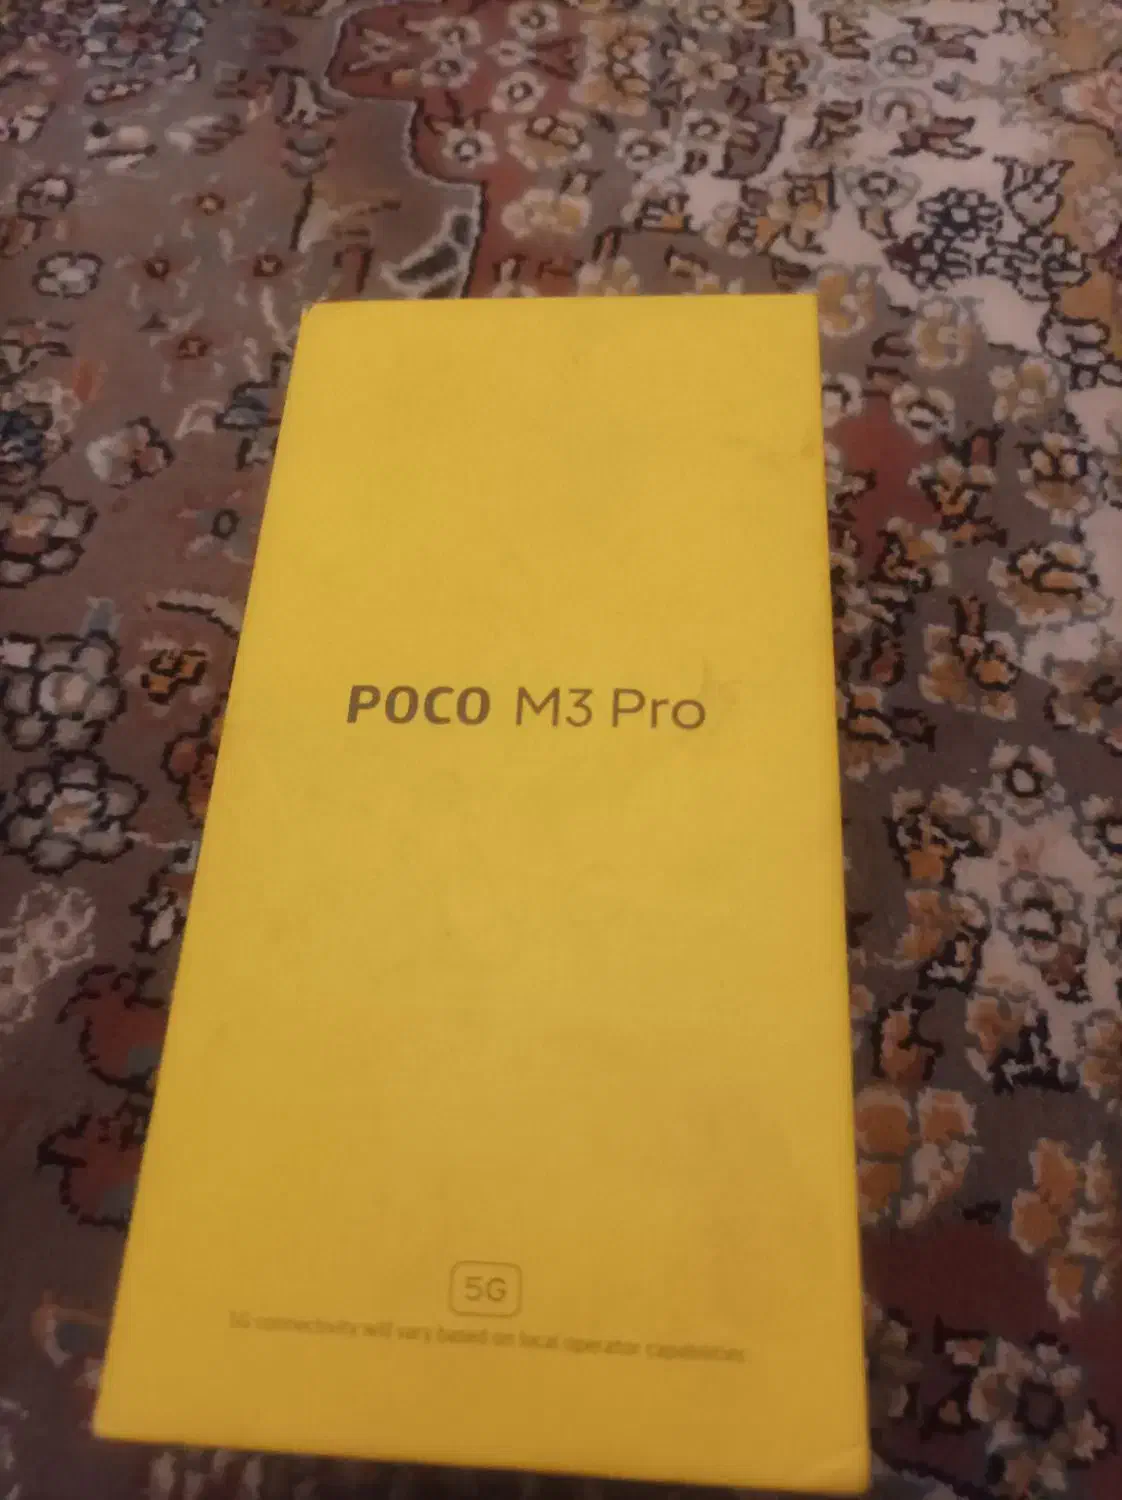 POCO M3 Pro
5G
5G connectivity will vary based on local operator capabilities